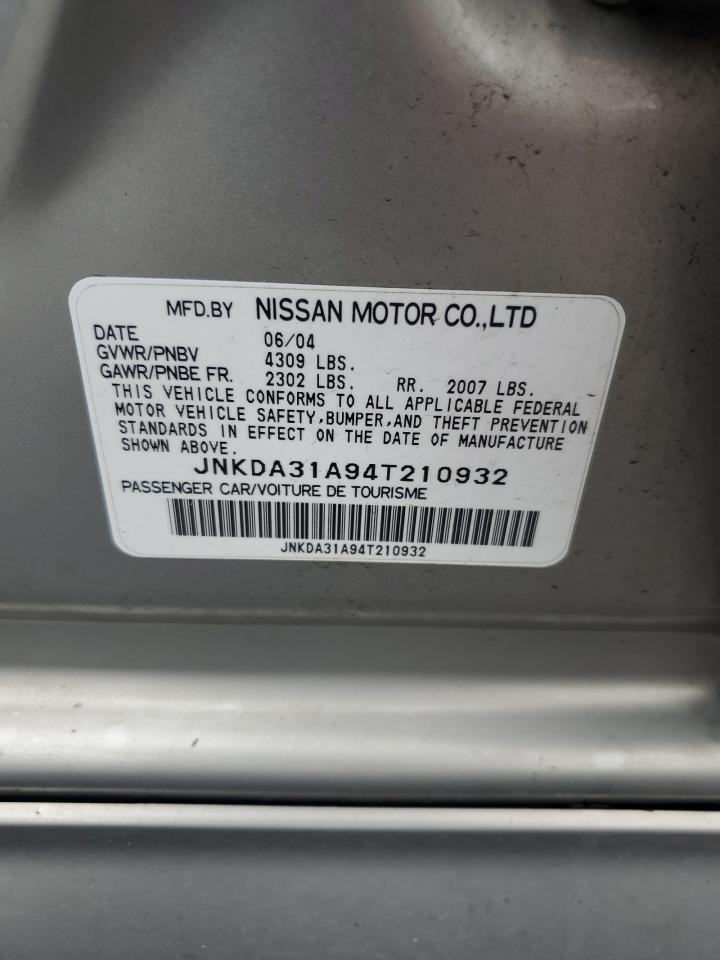 MFD.BY NISSAN MOTOR CO.,LTD
DATE 06/04
GVWR/PNBV 4309 LBS.
GAWR/PNBE FR. 2302 LBS. RR. 2007 LBS.
THIS VEHICLE CONFORMS TO ALL APPLICABLE FEDERAL
MOTOR VEHICLE SAFETY,BUMPER,AND THEFT PREVENTION
STANDARDS IN EFFECT ON THE DATE OF MANUFACTURE
SHOWN ABOVE.
JNKDA31A94T210932
PASSENGER CAR/VOITURE DE TOURISME
JNKDA31A94T210932